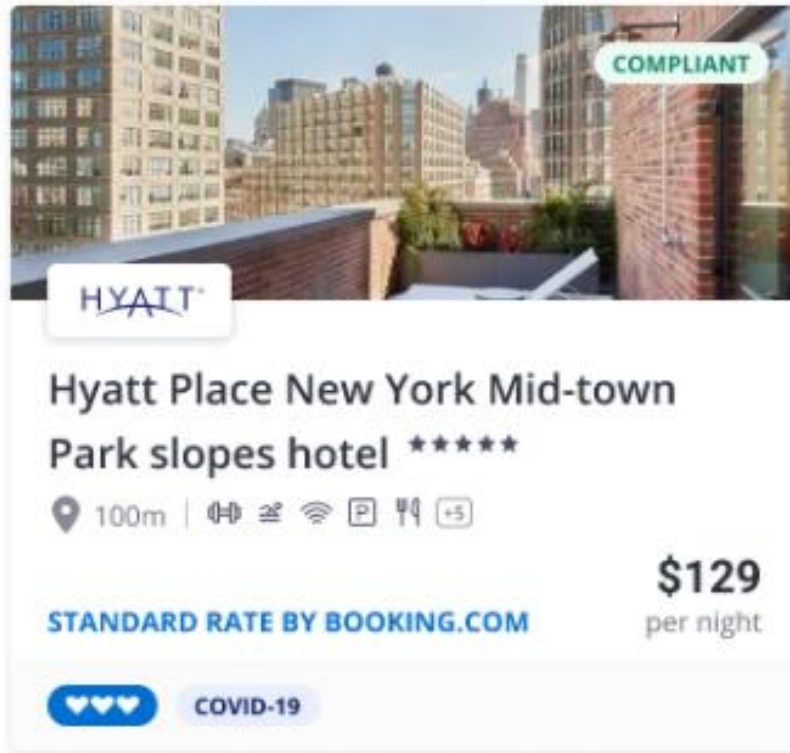 COMPLIANT
HYATT
Hyatt Place New York Mid-town
Park slopes hotel ★★★★★
100m | P +5
$129
STANDARD RATE BY BOOKING.COM
per night
COVID-19